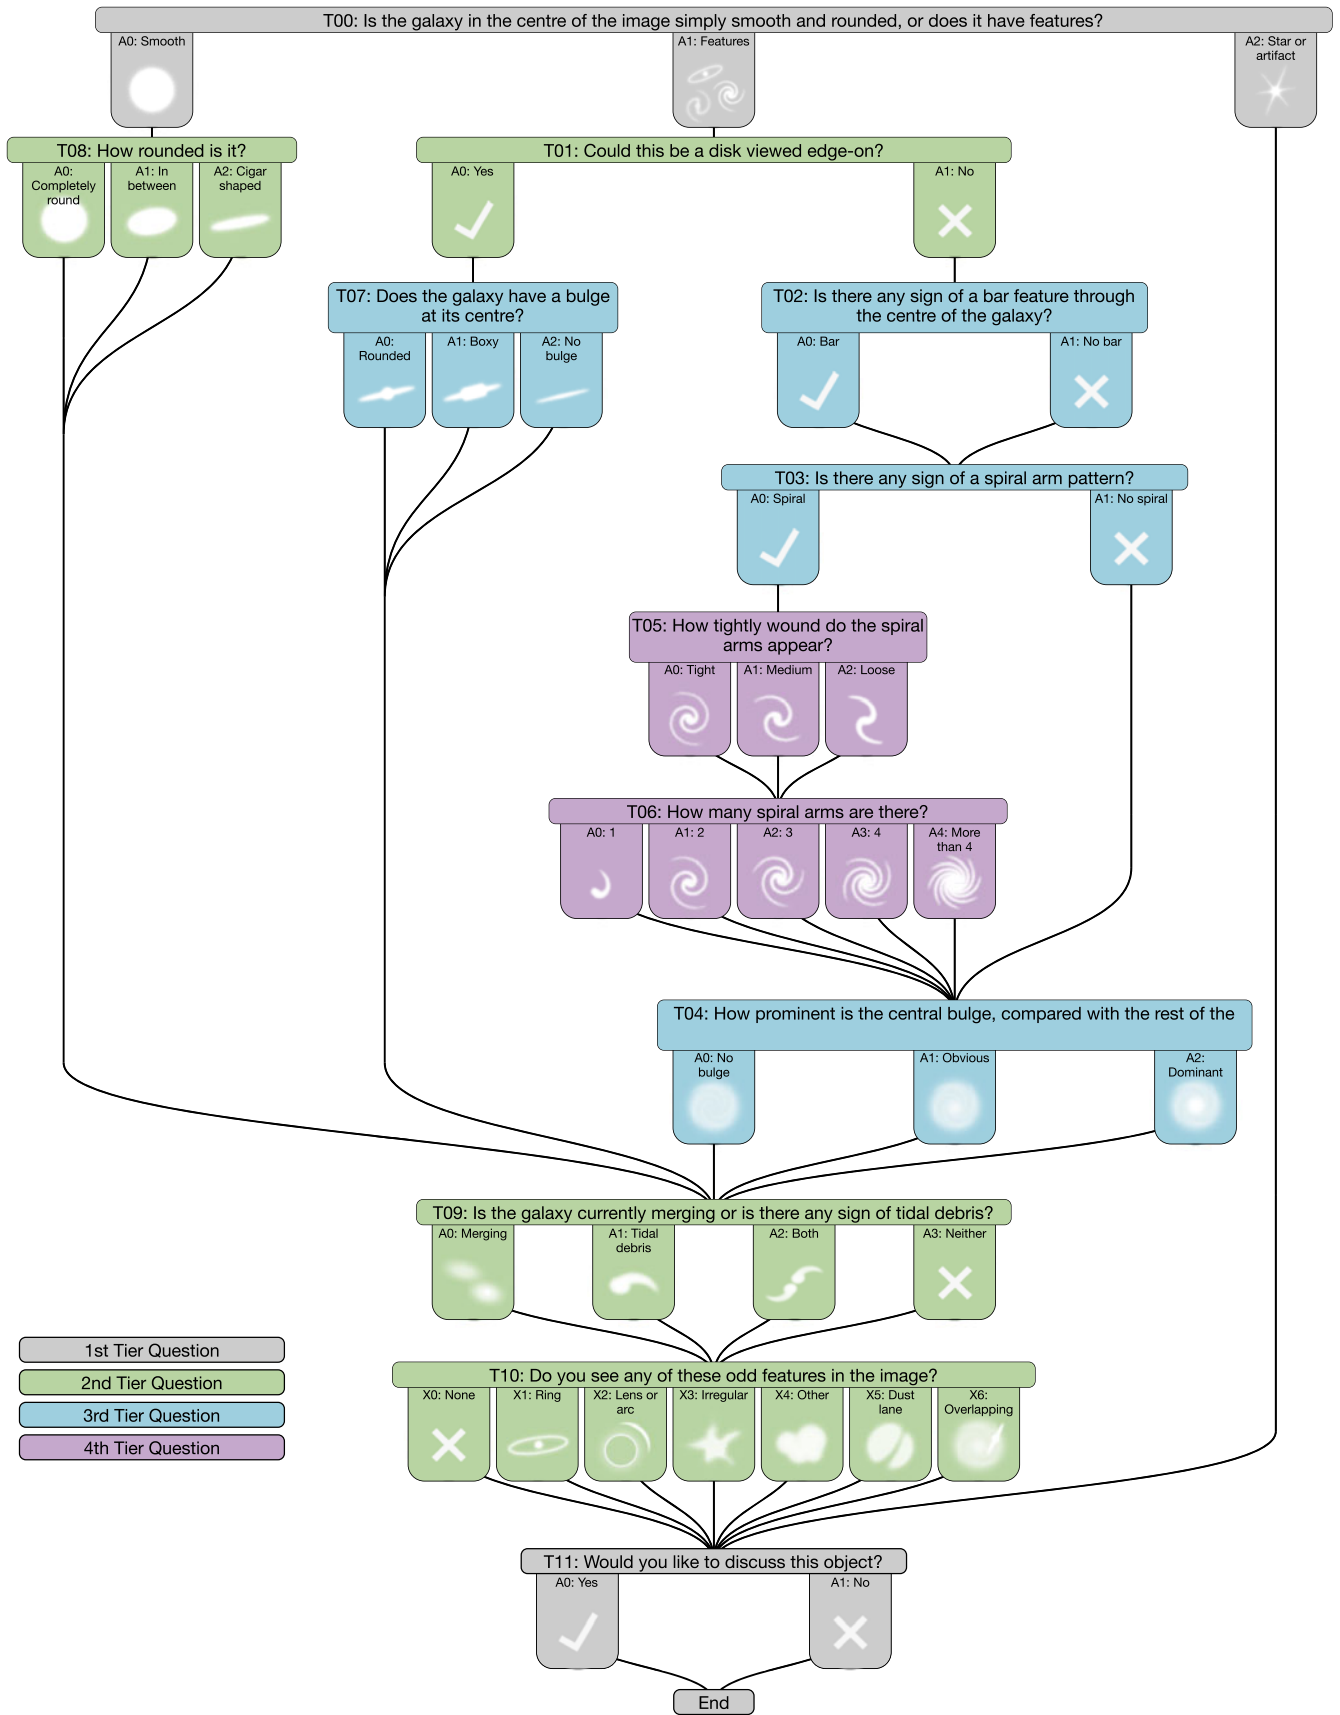 T00: Is the galaxy in the centre of the image simply smooth and rounded, or does it have features?
A0: Smooth
A1: Features
A2: Star or
artifact
T08: How rounded is it?
A0:
Completely
round
A1: In
between
A2: Cigar
shaped
T01: Could this be a disk viewed edge-on?
A0: Yes
A1: No
T07: Does the galaxy have a bulge
at its centre?
A0:
Rounded
A1: Boxy
A2: No
bulge
T02: Is there any sign of a bar feature through
the centre of the galaxy?
A0: Bar
A1: No bar
T03: Is there any sign of a spiral arm pattern?
A0: Spiral
A1: No spiral
T05: How tightly wound do the spiral
arms appear?
A0: Tight
A1: Medium
A2: Loose
T06: How many spiral arms are there?
A0: 1
A1: 2
A2: 3
A3: 4
A4: More
than 4
T04: How prominent is the central bulge, compared with the rest of the
A0: No
bulge
A1: Obvious
A2:
Dominant
T09: Is the galaxy currently merging or is there any sign of tidal debris?
A0: Merging
A1: Tidal
debris
A2: Both
A3: Neither
T10: Do you see any of these odd features in the image?
X0: None
X1: Ring
X2: Lens or
arc
X3: Irregular
X4: Other
X5: Dust
lane
X6:
Overlapping
T11: Would you like to discuss this object?
A0: Yes
A1: No
End
1st Tier Question
2nd Tier Question
3rd Tier Question
4th Tier Question